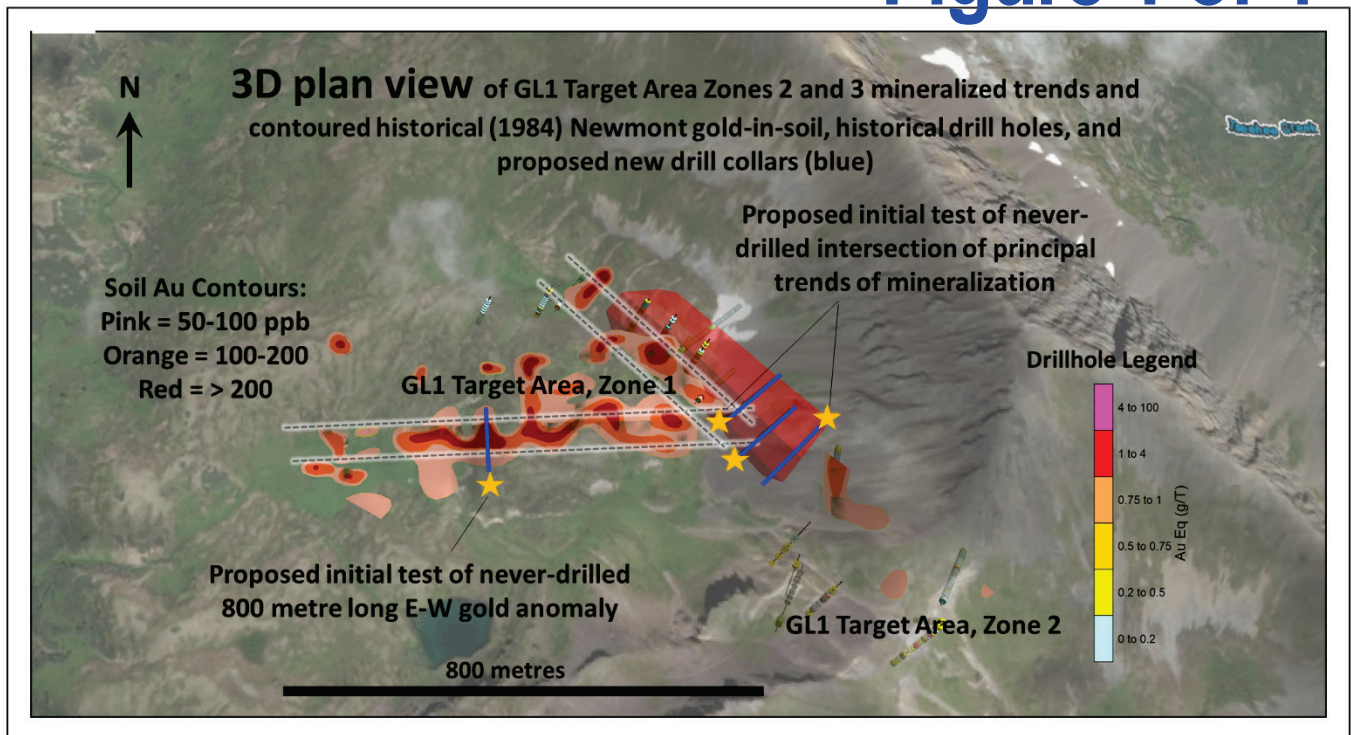 Figure 1 of 1
N
3D plan view of GL1 Target Area Zones 2 and 3 mineralized trends and
contoured historical (1984) Newmont gold-in-soil, historical drill holes, and
proposed new drill collars (blue)
Proposed initial test of never-
drilled intersection of principal
trends of mineralization
Soil Au Contours:
Pink = 50-100 ppb
Orange = 100-200
Red = > 200
GL1 Target Area, Zone 1
Drillhole Legend
4 to 100
1 to 4
0.75 to 1
0.5 to 0.75
0.2 to 0.5
0 to 0.2
Au Eq (g/T)
Proposed initial test of never-drilled
800 metre long E-W gold anomaly
GL1 Target Area, Zone 2
800 metres